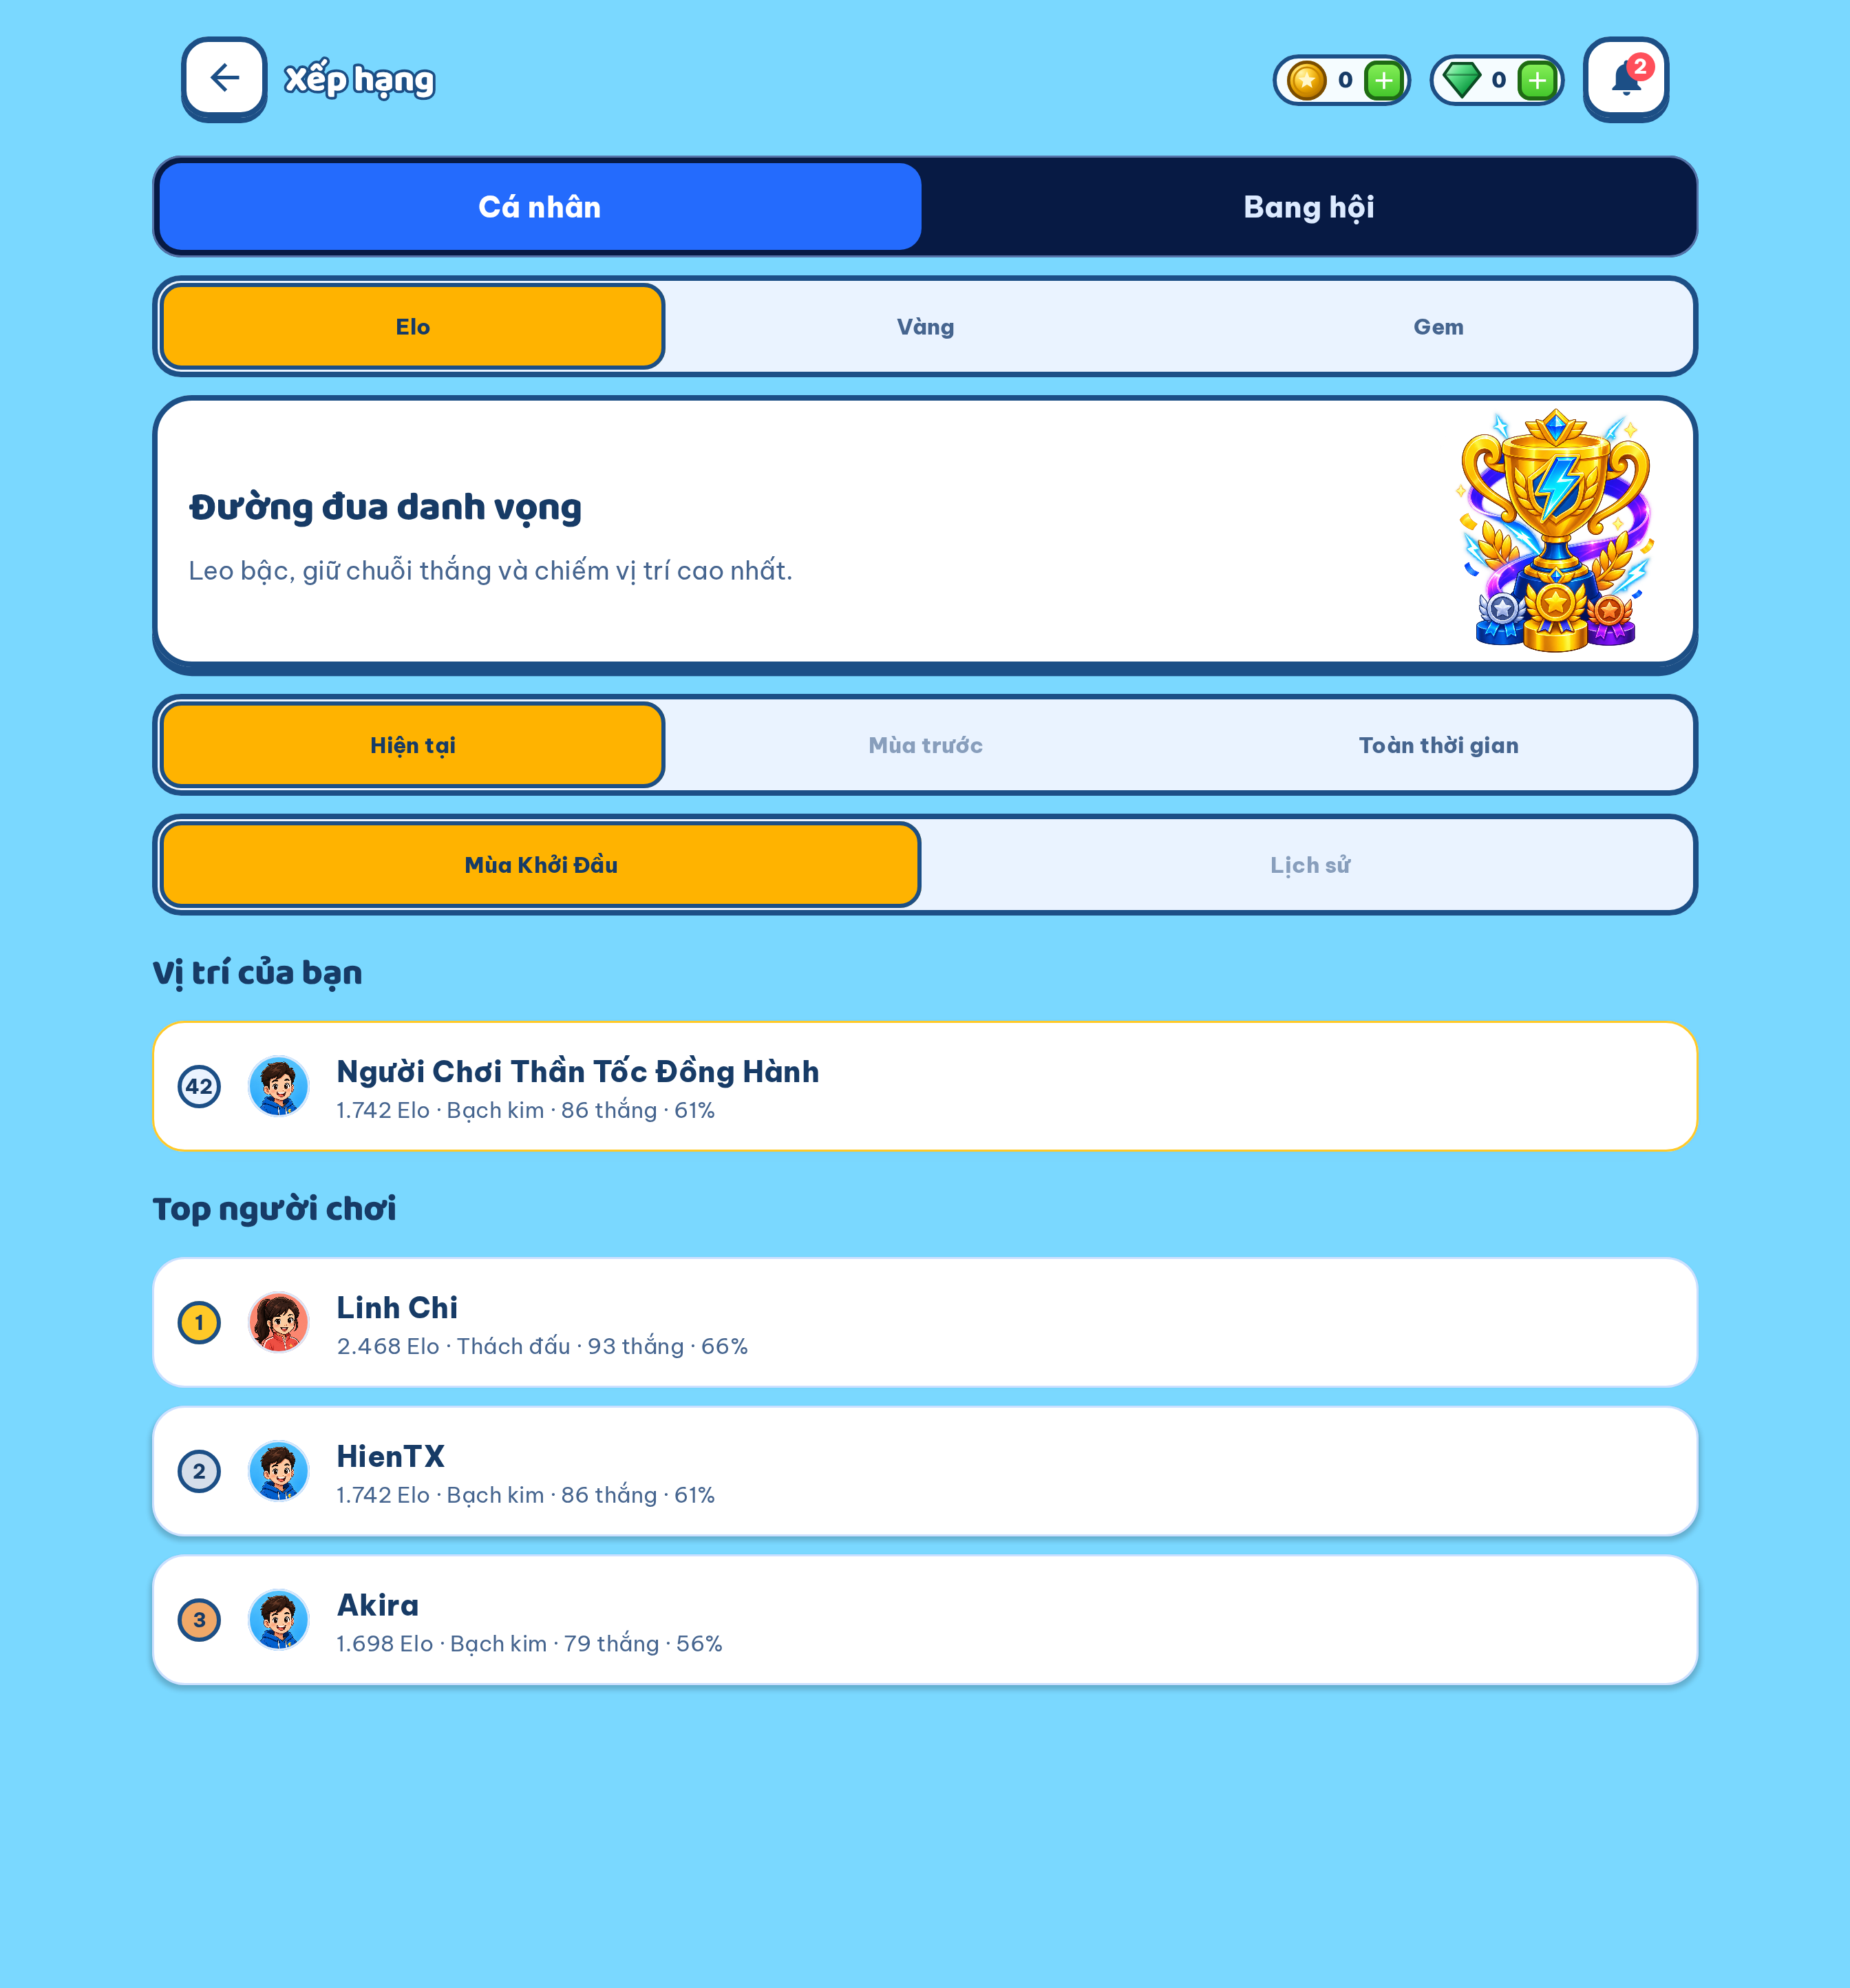 Xếp hạng
0
0
2
Cá nhân
Bang hội
Elo
Vàng
Gem
Đường đua danh vọng
Leo bậc, giữ chuỗi thắng và chiếm vị trí cao nhất.
Hiện tại
Mùa trước
Toàn thời gian
Mùa Khởi Đầu
Lịch sử
Vị trí của bạn
42
Người Chơi Thần Tốc Đồng Hành
1.742 Elo · Bạch kim · 86 thắng · 61%
Top người chơi
1
Linh Chi
2.468 Elo · Thách đấu · 93 thắng · 66%
2
HienTX
1.742 Elo · Bạch kim · 86 thắng · 61%
3
Akira
1.698 Elo · Bạch kim · 79 thắng · 56%